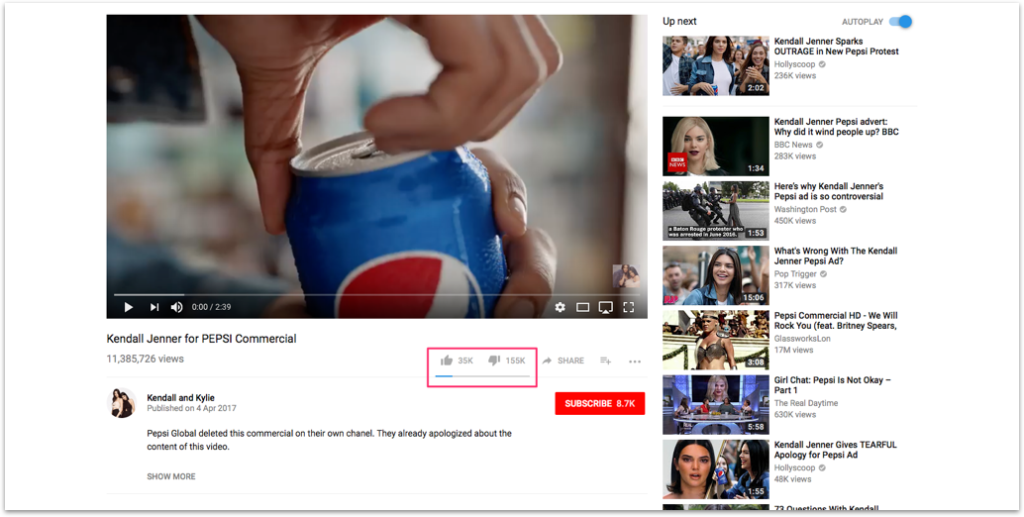 0:00 / 2:39
Kendall Jenner for PEPSI Commercial
11,385,726 views
35K
155K
SHARE
Kendall and Kylie
Published on 4 Apr 2017
SUBSCRIBE 8.7K
Pepsi Global deleted this commercial on their own chanel. They already apologized about the
content of this video.
SHOW MORE
Up next
AUTOPLAY
2:02
Kendall Jenner Sparks
OUTRAGE in New Pepsi Protest
Hollyscoop
236K views
BBC
NEWS
1:34
Kendall Jenner Pepsi advert:
Why did it wind people up? BBC
BBC News
283K views
a Baton Rouge protester who
was arrested in June 2016.
1:53
Here's why Kendall Jenner's
Pepsi ad is so controversial
Washington Post
450K views
15:06
What's Wrong With The Kendall
Jenner Pepsi Ad?
Pop Trigger
317K views
3:08
Pepsi Commercial HD - We Will
Rock You (feat. Britney Spears,
GlassworksLon
17M views
5:58
Girl Chat: Pepsi Is Not Okay –
Part 1
The Real Daytime
630K views
1:55
Kendall Jenner Gives TEARFUL
Apology for Pepsi Ad
Hollyscoop
48K views
73 Questions With Kendall